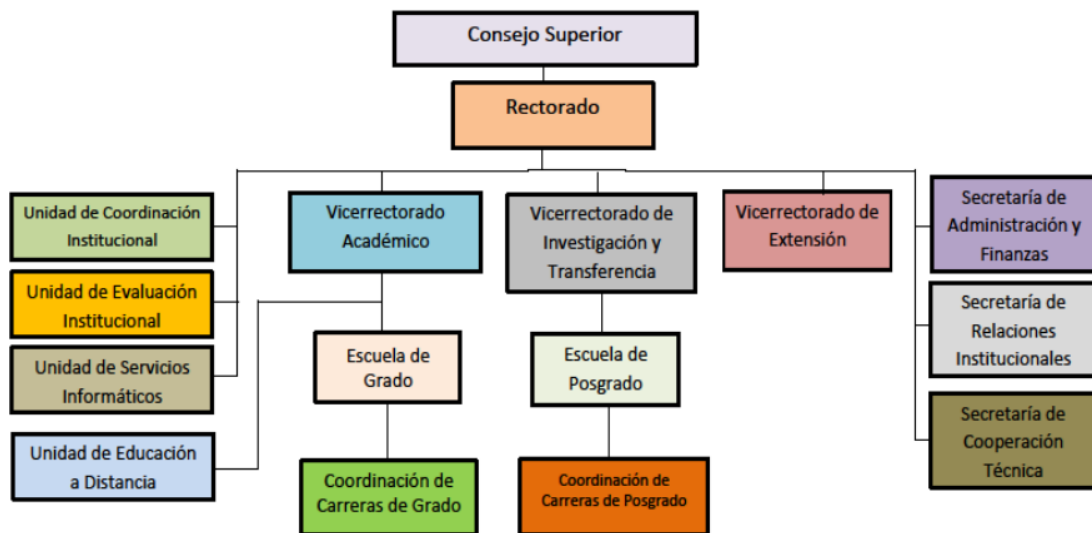 Consejo Superior
Rectorado
Unidad de Coordinación
Institucional
Vicerrectorado
Académico
Vicerrectorado de
Investigación y
Transferencia
Vicerrectorado de
Extensión
Secretaría de
Administración y
Finanzas
Unidad de Evaluación
Institucional
Secretaría de
Relaciones
Institucionales
Unidad de Servicios
Informáticos
Escuela de
Grado
Escuela de
Posgrado
Unidad de Educación
a Distancia
Secretaría de
Cooperación
Técnica
Coordinación de
Carreras de Grado
Coordinación de
Carreras de Posgrado